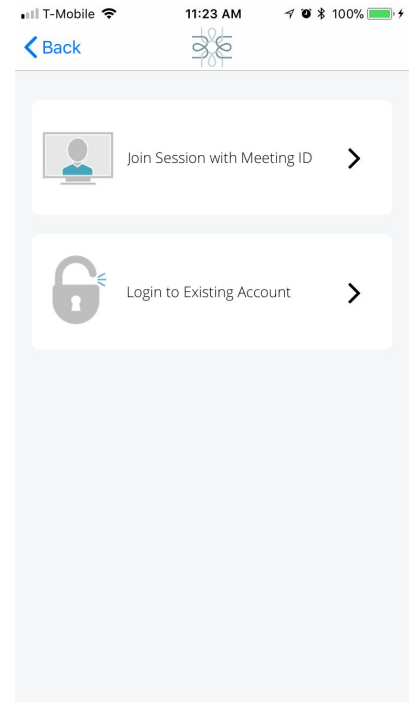 T-Mobile 11:23 AM 100%
Back
Join Session with Meeting ID
Login to Existing Account